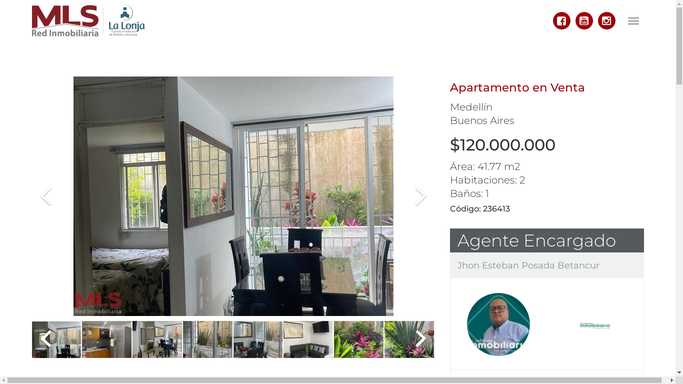 MLS
Red Inmobiliaria
La Lonja
Apartamento en Venta
Medellín
Buenos Aires
$120.000.000
Área: 41.77 m2
Habitaciones: 2
Baños: 1
Código: 236413
Agente Encargado
Jhon Esteban Posada Betancur
MLS
Red Inmobiliaria